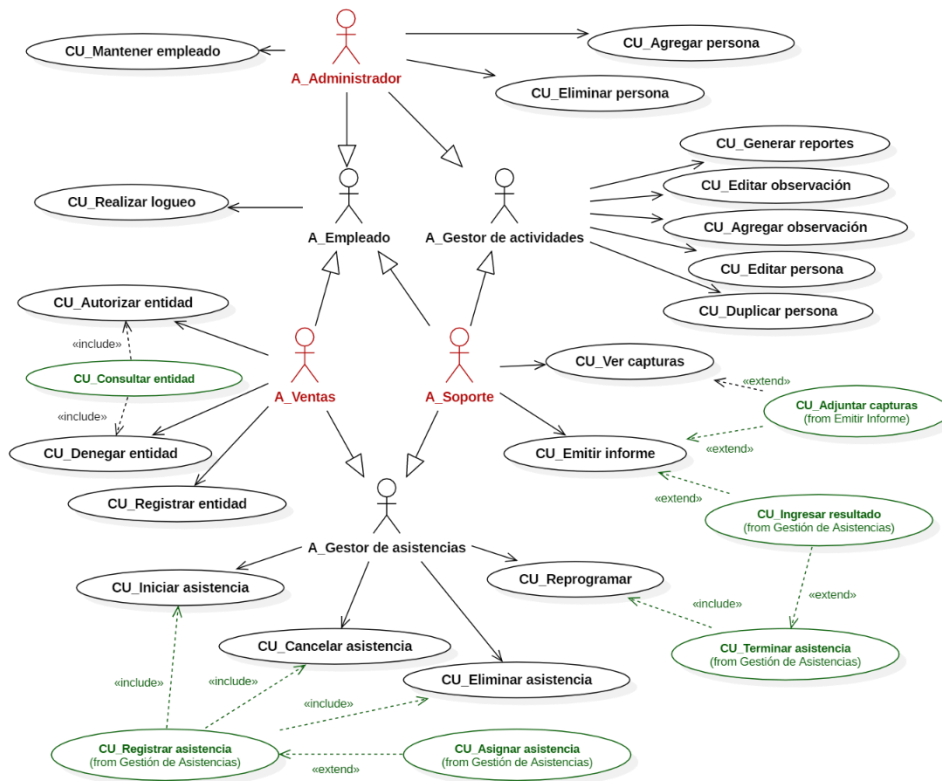 CU_Mantener empleado
A_Administrador
CU_Agregar persona
CU_Eliminar persona
CU_Generar reportes
CU_Realizar logueo
CU_Editar observación
A_Empleado
A_Gestor de actividades
CU_Agregar observación
CU_Editar persona
CU_Autorizar entidad
CU_Duplicar persona
«include»
CU_Consultar entidad
CU_Ver capturas
«extend»
A_Ventas
A_Soporte
«include»
CU_Adjuntar capturas
(from Emitir Informe)
CU_Denegar entidad
CU_Emitir informe
«extend»
CU_Registrar entidad
«extend»
CU_Ingresar resultado
(from Gestión de Asistencias)
A_Gestor de asistencias
CU_Iniciar asistencia
CU_Reprogramar
«extend»
«include»
CU_Cancelar asistencia
CU_Terminar asistencia
(from Gestión de Asistencias)
CU_Eliminar asistencia
«include»
«include»
«include»
CU_Registrar asistencia
(from Gestión de Asistencias)
CU_Asignar asistencia
(from Gestión de Asistencias)
«extend»